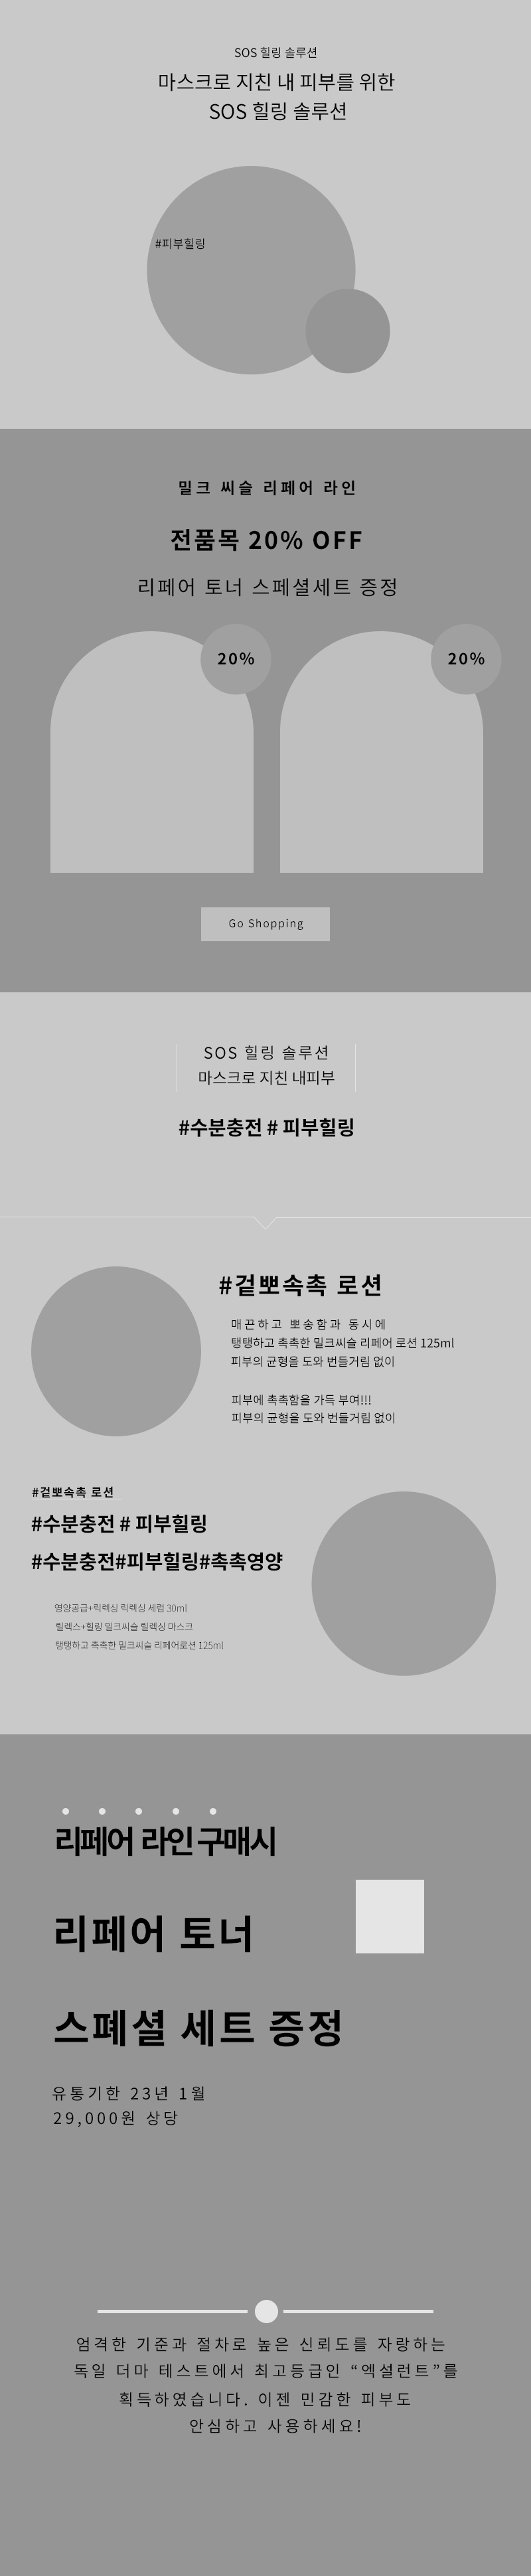 SOS 힐링 솔루션
마스크로 지친 내 피부를 위한
SOS 힐링 솔루션
#피부힐링
밀크 씨슬 리페어 라인
전품목 20% OFF
리페어 토너 스페셜세트 증정
20%
20%
Go Shopping
SOS 힐링 솔루션
마스크로 지친 내피부
#수분충전 # 피부힐링
#겉뽀속촉 로션
매끈하고 뽀송함과 동시에
탱탱하고 촉촉한 밀크씨슬 리페어 로션 125ml
피부의 균형을 도와 번들거림 없이
피부에 촉촉함을 가득 부여!!!
피부의 균형을 도와 번들거림 없이
#겉뽀속촉 로션
#수분충전 # 피부힐링
#수분충전#피부힐링#촉촉영양
영양공급+릭렉싱 릭렉싱 세럼 30ml
릴렉스+힐링 밀크씨슬 릴렉싱 마스크
탱탱하고 촉촉한 밀크씨슬 리페어로션 125ml
리페어 라인 구매시
리페어 토너
스폐셜 세트 증정
유통기한 23년 1월
29,000원 상당
엄격한 기준과 절차로 높은 신뢰도를 자랑하는
독일 더마 테스트에서 최고등급인 “엑설런트”를
획득하였습니다. 이젠 민감한 피부도
안심하고 사용하세요!